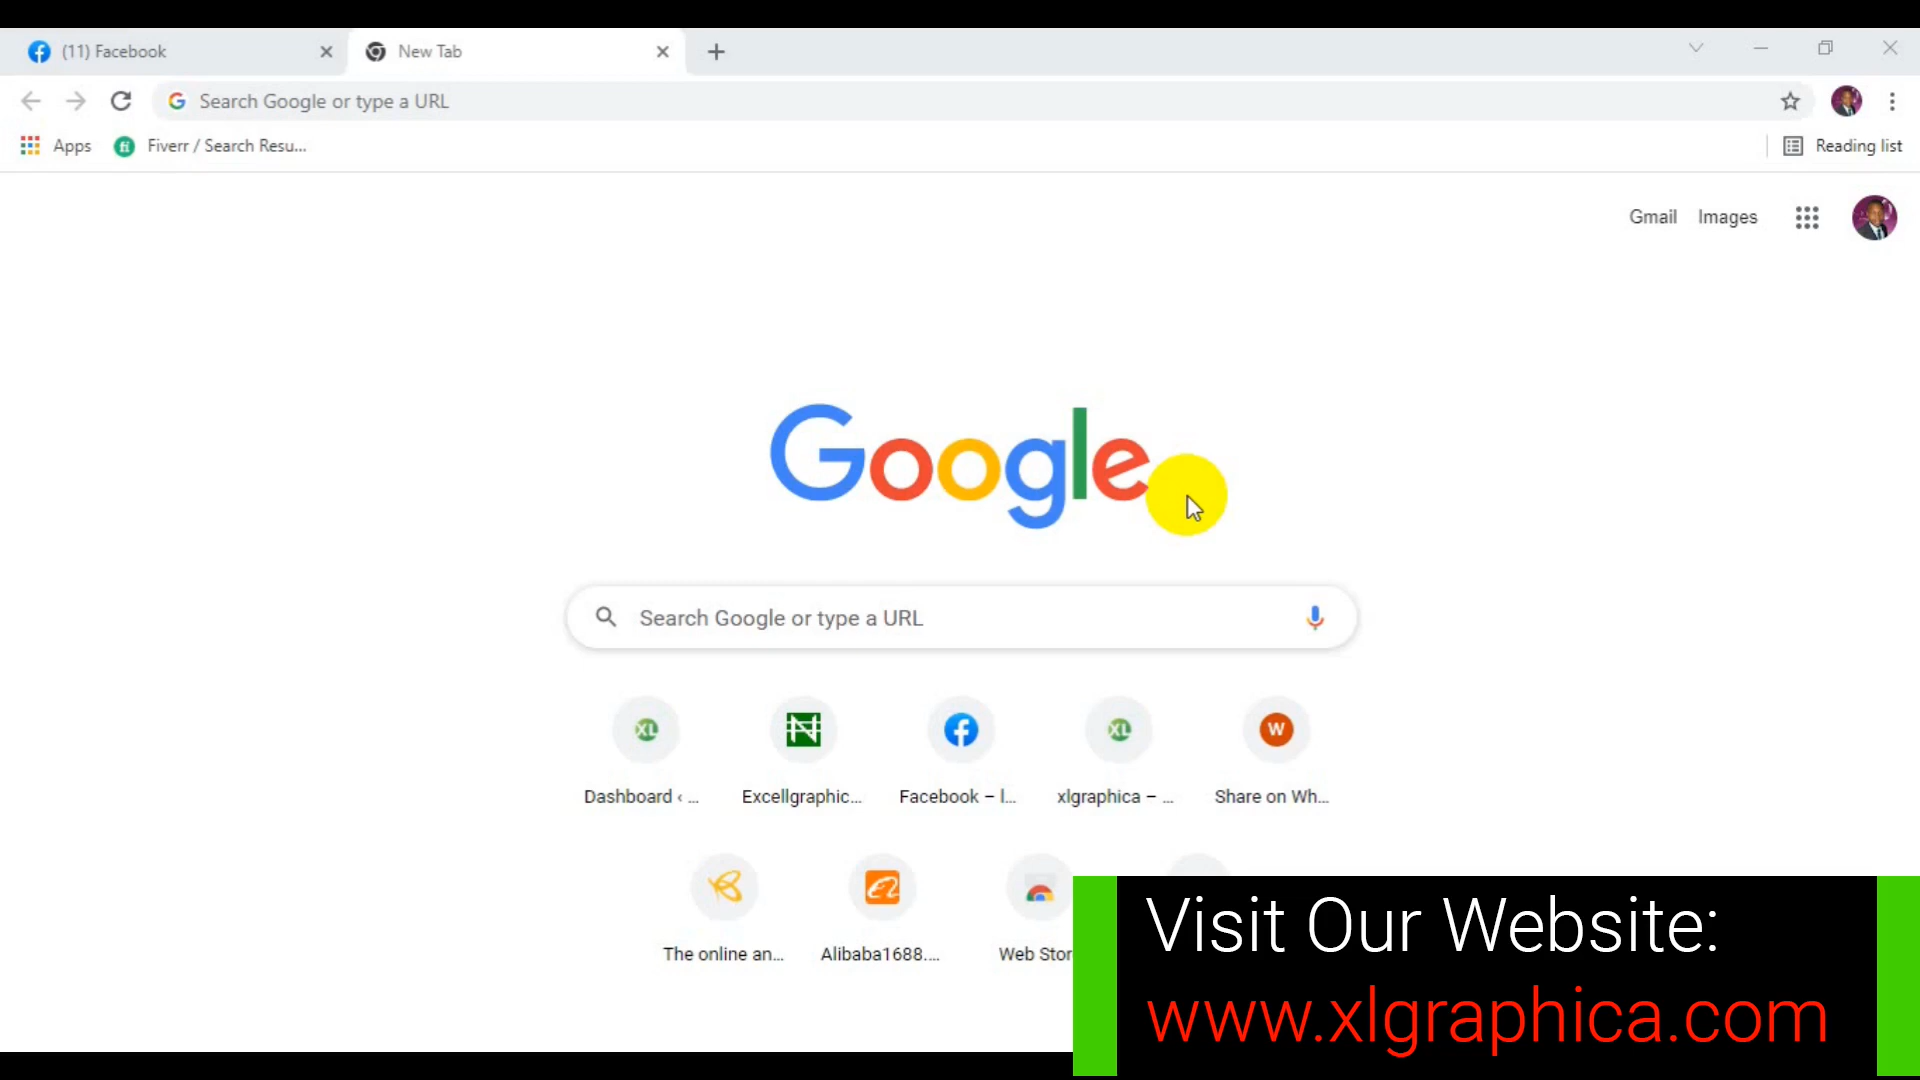 (11) Facebook
New Tab
Search Google or type a URL
Apps
Fiverr / Search Resu...
Reading list
Gmail
Images
Google
Search Google or type a URL
XL
N
XL
W
Dashboard ‹ ...
Excellgraphic...
Facebook – l...
xlgraphica – ...
Share on Wh...
The online an...
Alibaba1688....
Web Stor
Visit Our Website:
www.xlgraphica.com